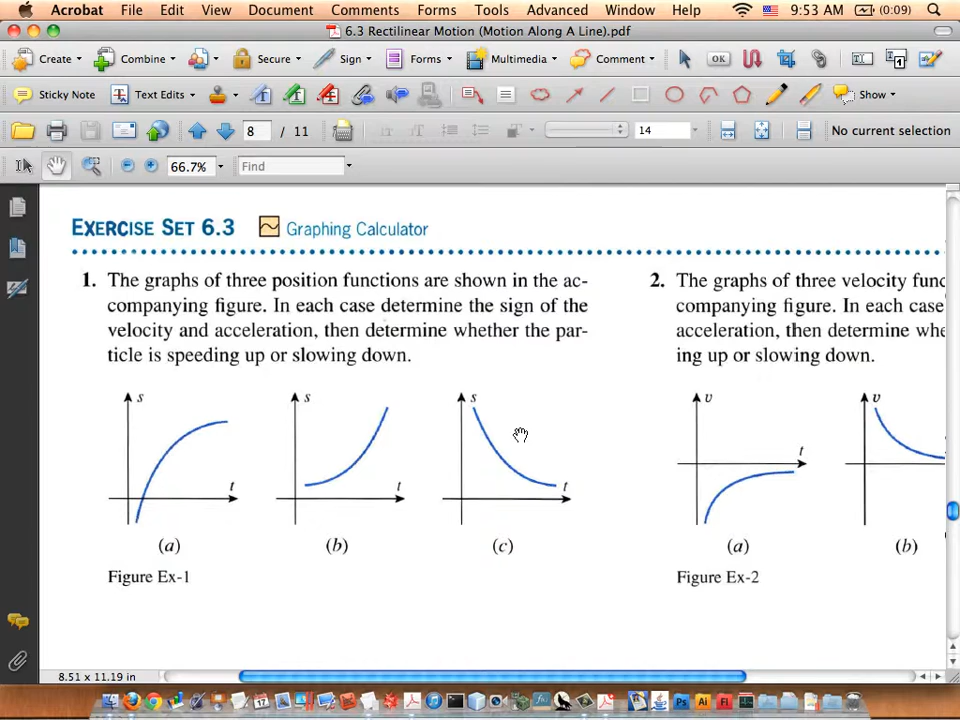 Acrobat File Edit View Document Comments Forms Tools Advanced Window Help 9:53 AM (0:09)
6.3 Rectilinear Motion (Motion Along A Line).pdf
Create Combine Secure Sign Forms Multimedia OK Comment
Sticky Note Text Edits Show
8 / 11 14 No current selection
66.7% Find
EXERCISE SET 6.3 Graphing Calculator
1. The graphs of three position functions are shown in the ac-
companying figure. In each case determine the sign of the
velocity and acceleration, then determine whether the par-
ticle is speeding up or slowing down.
s t
(a)
s t
(b)
s t
(c)
Figure Ex-1
2. The graphs of three velocity func
companying figure. In each case
acceleration, then determine whe
ing up or slowing down.
v t
(a)
v
(b)
Figure Ex-2
8.51 x 11.19 in